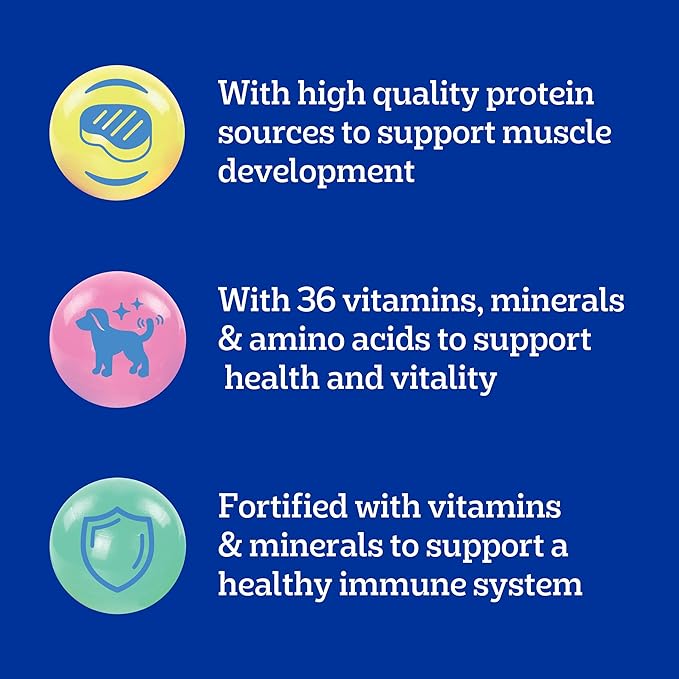 With high quality protein
sources to support muscle
development
With 36 vitamins, minerals
& amino acids to support
health and vitality
Fortified with vitamins
& minerals to support a
healthy immune system